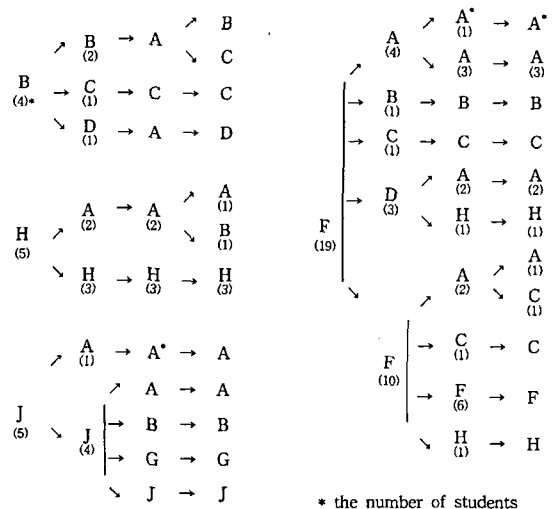 B
↗ B → A ↗
(2) ↘ C
B → C → C → C
(4)* (1)
↘ D → A → D
(1)
A
↗ A → A ↗ (1)
(2) (2) ↘ B
H (1)
(5)
↘ H → H → H
(3) (3) (3)
↗ A → A* → A
(1)
↗ A → A
J → B → B
(5) ↘ J → G → G
(4)
↘ J → J
A* → A*
↗ (1)
A
(4) ↘ A → A
(3) (3)
↗
→ B → B → B
(1)
→ C → C → C
(1)
A → A
↗ (2) (2)
→ D
(3) ↘ H → H
(1) (1)
F
(19)
A
A ↗ (1)
↗ (2) ↘ C
(1)
↘
→ C → C
(1)
F
(10) → F → F
(6)
↘ H → H
(1)
* the number of students